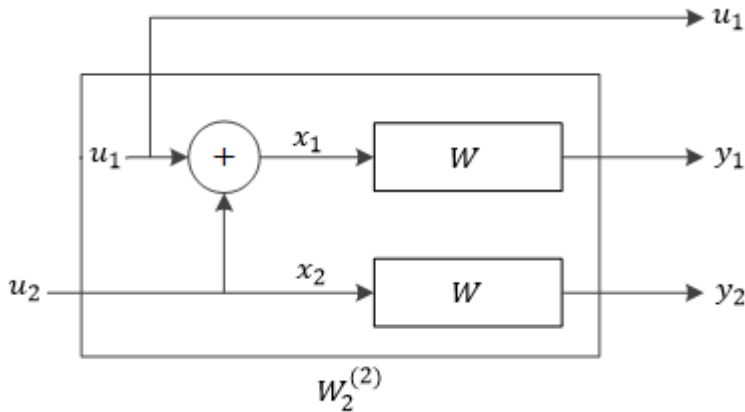 u₁
u₁ + x₁ W y₁
u₂ x₂ W y₂
W₂⁽²⁾